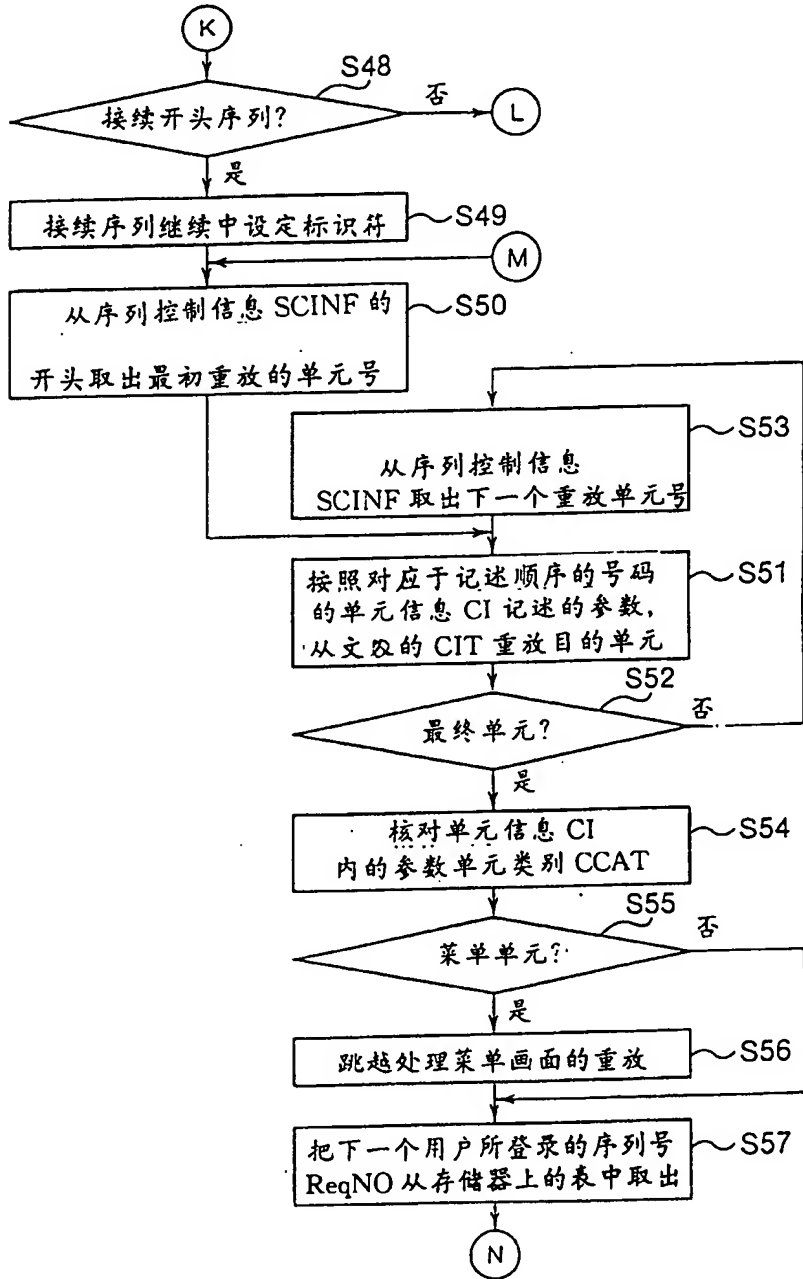 K
S48
接续开头序列?
否
L
是
接续序列继续中设定标识符
S49
M
从序列控制信息 SCINF 的
开头取出最初重放的单元号
S50
S53
从序列控制信息
SCINF 取出下一个重放单元号
按照对应于记述顺序的号码
的单元信息 CI 记述的参数,
从文的 CIT 重放目的单元
S51
S52
最终单元?
否
是
核对单元信息 CI
内的参数单元类别 CCAT
S54
S55
菜单单元?
否
是
跳越处理菜单画面的重放
S56
把下一个用户所登录的序列号
ReqNO 从存储器上的表中取出
S57
N